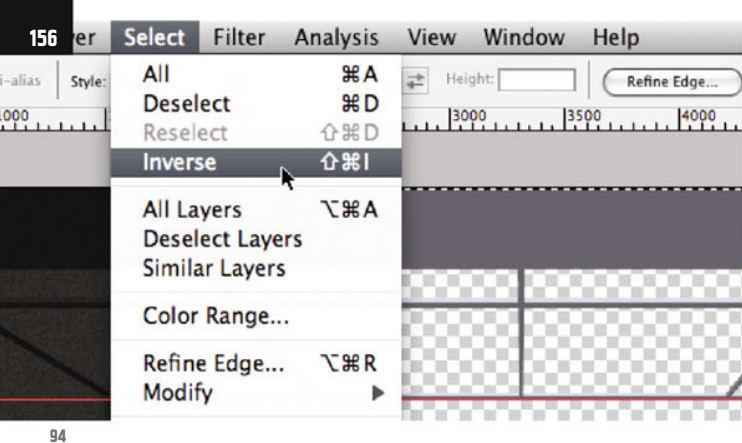 156
er Select Filter Analysis View Window Help
i-alias Style: Height: Refine Edge...
1000 3000 3500 4000
All ⌘A
Deselect ⌘D
Reselect ⇧⌘D
Inverse ⇧⌘I
All Layers ⌥⌘A
Deselect Layers
Similar Layers
Color Range...
Refine Edge... ⌥⌘R
Modify
94